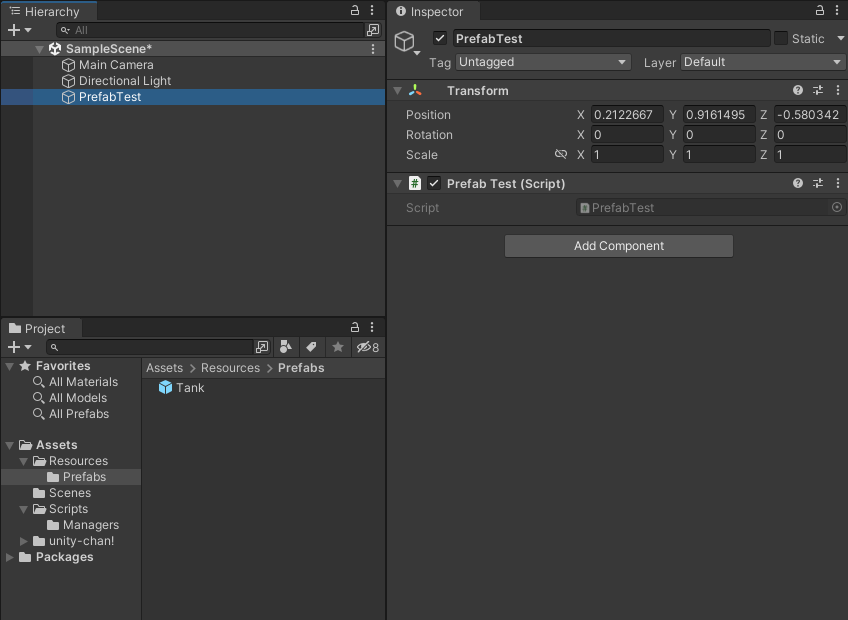 Hierarchy
All
SampleScene*
Main Camera
Directional Light
PrefabTest
Project
8
Favorites
All Materials
All Models
All Prefabs
Assets
Resources
Prefabs
Scenes
Scripts
Managers
unity-chan!
Packages
Assets > Resources > Prefabs
Tank
Inspector
PrefabTest Static
Tag Untagged Layer Default
Transform
Position X 0.2122667 Y 0.9161495 Z -0.580342
Rotation X 0 Y 0 Z 0
Scale X 1 Y 1 Z 1
# Prefab Test (Script)
Script # PrefabTest
Add Component